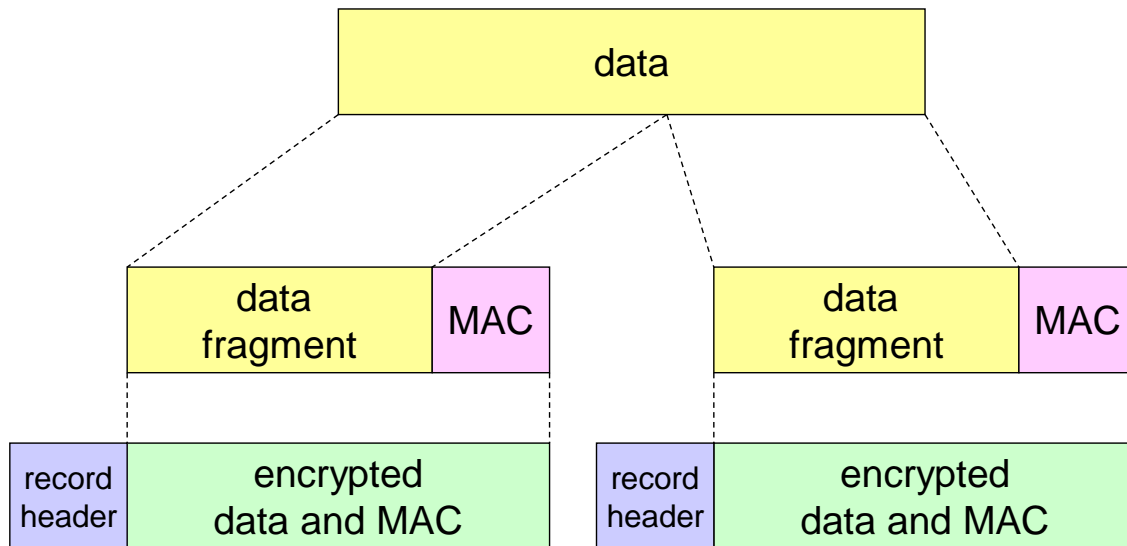 data
data
fragment
MAC
data
fragment
MAC
record
header
encrypted
data and MAC
record
header
encrypted
data and MAC